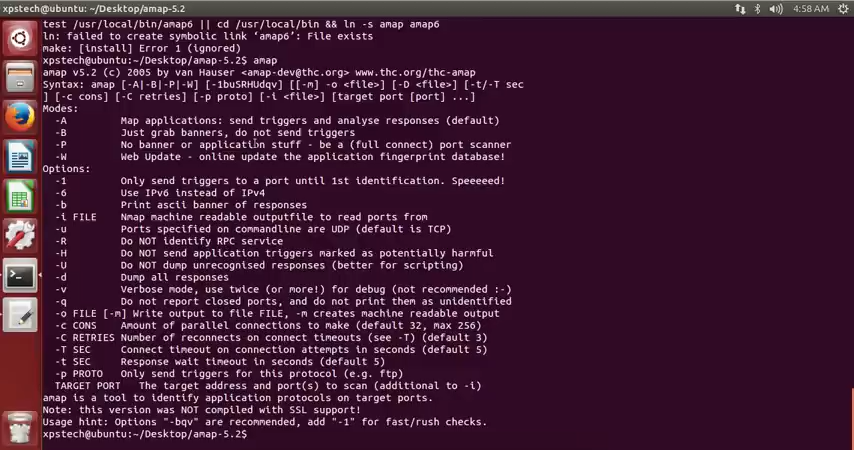 xpstech@ubuntu: ~/Desktop/amap-5.2
4:58 AM
test /usr/local/bin/amap6 || cd /usr/local/bin && ln -s amap amap6
ln: failed to create symbolic link ‘amap6’: File exists
make: [install] Error 1 (ignored)
xpstech@ubuntu:~/Desktop/amap-5.2$ amap
amap v5.2 (c) 2005 by van Hauser <amap-dev@thc.org> www.thc.org/thc-amap
Syntax: amap [-A|-B|-P|-W] [-1buSRHUdqv] [[-m] -o <file>] [-D <file>] [-t/-T sec
] [-c cons] [-C retries] [-p proto] [-i <file>] [target port [port] ...]
Modes:
-A Map applications: send triggers and analyse responses (default)
-B Just grab banners, do not send triggers
-P No banner or application stuff - be a (full connect) port scanner
-W Web Update - online update the application fingerprint database!
Options:
-1 Only send triggers to a port until 1st identification. Speeeeed!
-6 Use IPv6 instead of IPv4
-b Print ascii banner of responses
-i FILE Nmap machine readable outputfile to read ports from
-u Ports specified on commandline are UDP (default is TCP)
-R Do NOT identify RPC service
-H Do NOT send application triggers marked as potentially harmful
-U Do NOT dump unrecognised responses (better for scripting)
-d Dump all responses
-v Verbose mode, use twice (or more!) for debug (not recommended :-)
-q Do not report closed ports, and do not print them as unidentified
-o FILE [-m] Write output to file FILE, -m creates machine readable output
-c CONS Amount of parallel connections to make (default 32, max 256)
-C RETRIES Number of reconnects on connect timeouts (see -T) (default 3)
-T SEC Connect timeout on connection attempts in seconds (default 5)
-t SEC Response wait timeout in seconds (default 5)
-p PROTO Only send triggers for this protocol (e.g. ftp)
TARGET PORT The target address and port(s) to scan (additional to -i)
amap is a tool to identify application protocols on target ports.
Note: this version was NOT compiled with SSL support!
Usage hint: Options "-bqv" are recommended, add "-1" for fast/rush checks.
xpstech@ubuntu:~/Desktop/amap-5.2$